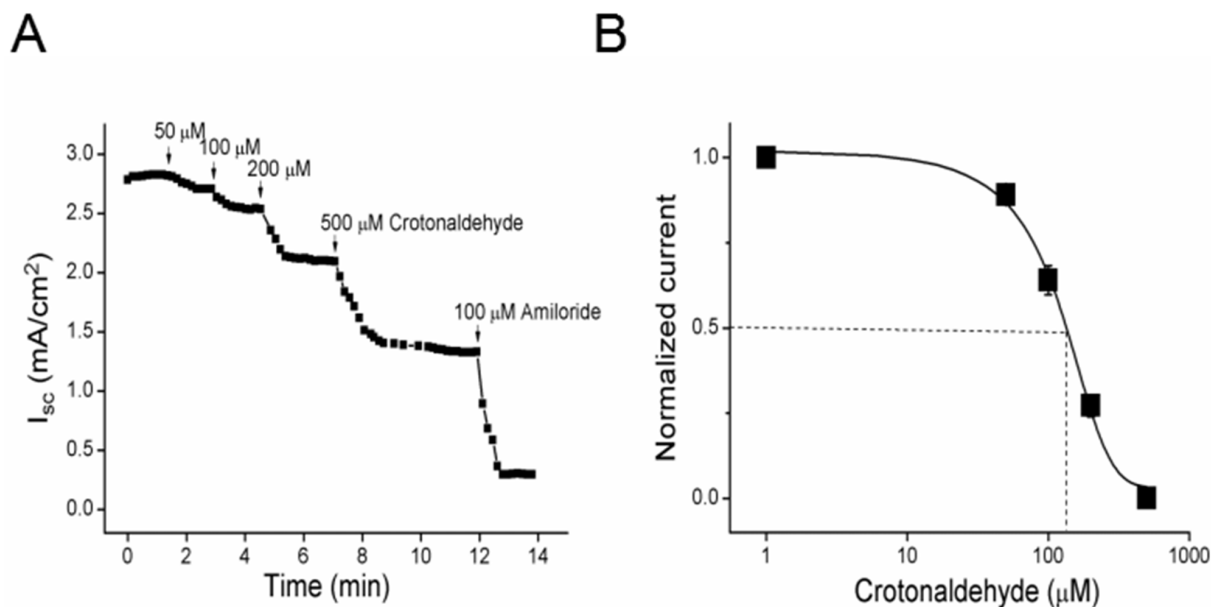 A
50 μM
100 μM
200 μM
500 μM Crotonaldehyde
100 μM Amiloride
3.0
2.5
2.0
1.5
1.0
0.5
0.0
Isc (mA/cm²)
0 2 4 6 8 10 12 14
Time (min)
B
1.0
0.5
0.0
Normalized current
1 10 100 1000
Crotonaldehyde (μM)